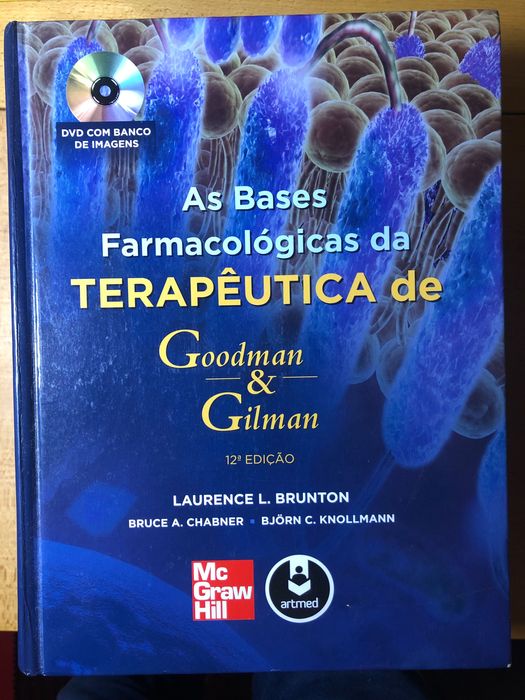 DVD COM BANCO
DE IMAGENS
As Bases
Farmacológicas da
TERAPÊUTICA de
Goodman
&
Gilman
12ª EDIÇÃO
LAURENCE L. BRUNTON
BRUCE A. CHABNER ▪ BJÖRN C. KNOLLMANN
Mc
Graw
Hill
artmed